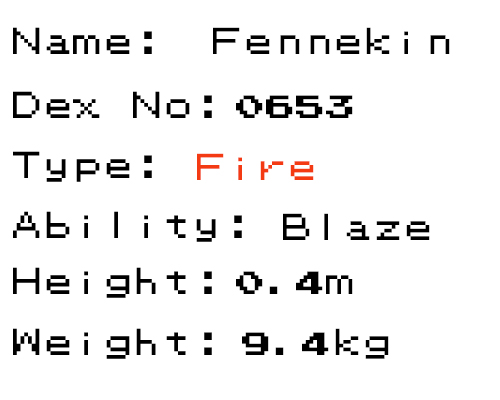 Name: Fennekin
Dex No: 0653
Type: Fire
Ability: Blaze
Height: 0.4m
Weight: 9.4kg